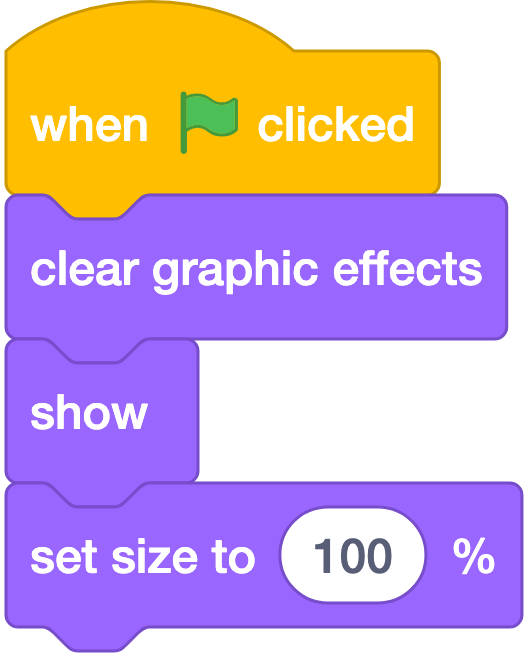 when clicked
clear graphic effects
show
set size to 100 %